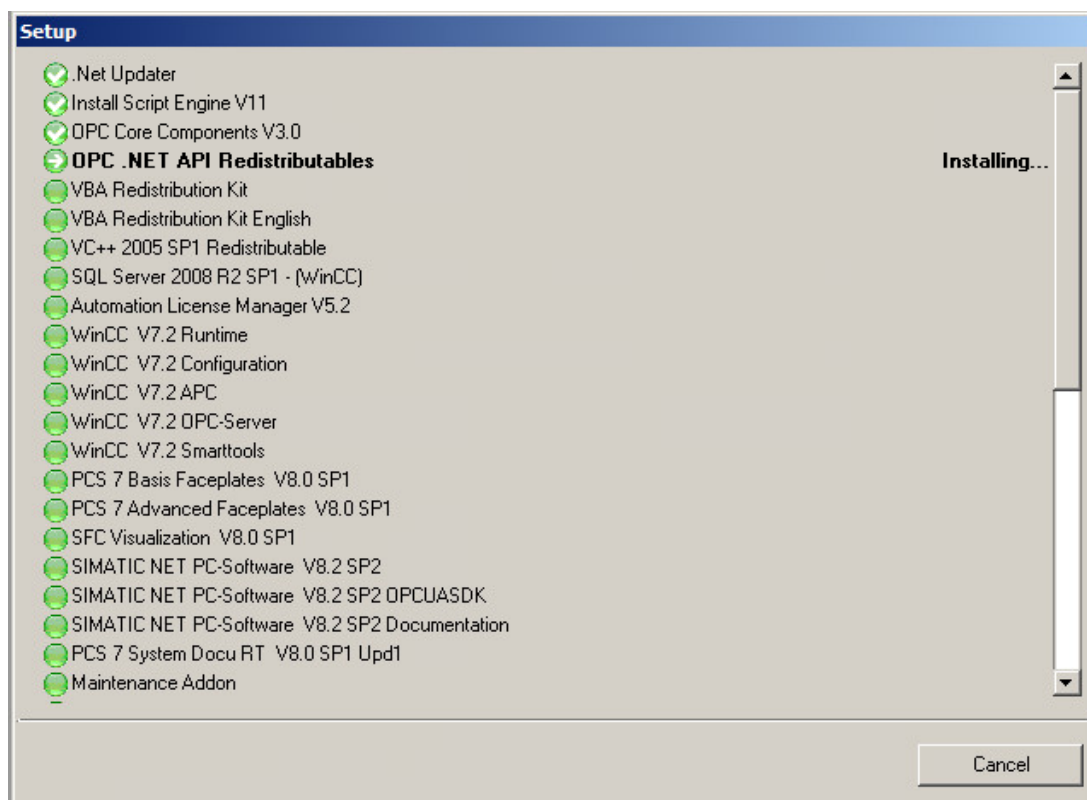 Setup
.Net Updater
Install Script Engine V11
OPC Core Components V3.0
OPC .NET API Redistributables Installing...
VBA Redistribution Kit
VBA Redistribution Kit English
VC++ 2005 SP1 Redistributable
SQL Server 2008 R2 SP1 - (WinCC)
Automation License Manager V5.2
WinCC V7.2 Runtime
WinCC V7.2 Configuration
WinCC V7.2 APC
WinCC V7.2 OPC-Server
WinCC V7.2 Smarttools
PCS 7 Basis Faceplates V8.0 SP1
PCS 7 Advanced Faceplates V8.0 SP1
SFC Visualization V8.0 SP1
SIMATIC NET PC-Software V8.2 SP2
SIMATIC NET PC-Software V8.2 SP2 OPCUASDK
SIMATIC NET PC-Software V8.2 SP2 Documentation
PCS 7 System Docu RT V8.0 SP1 Upd1
Maintenance Addon
Cancel